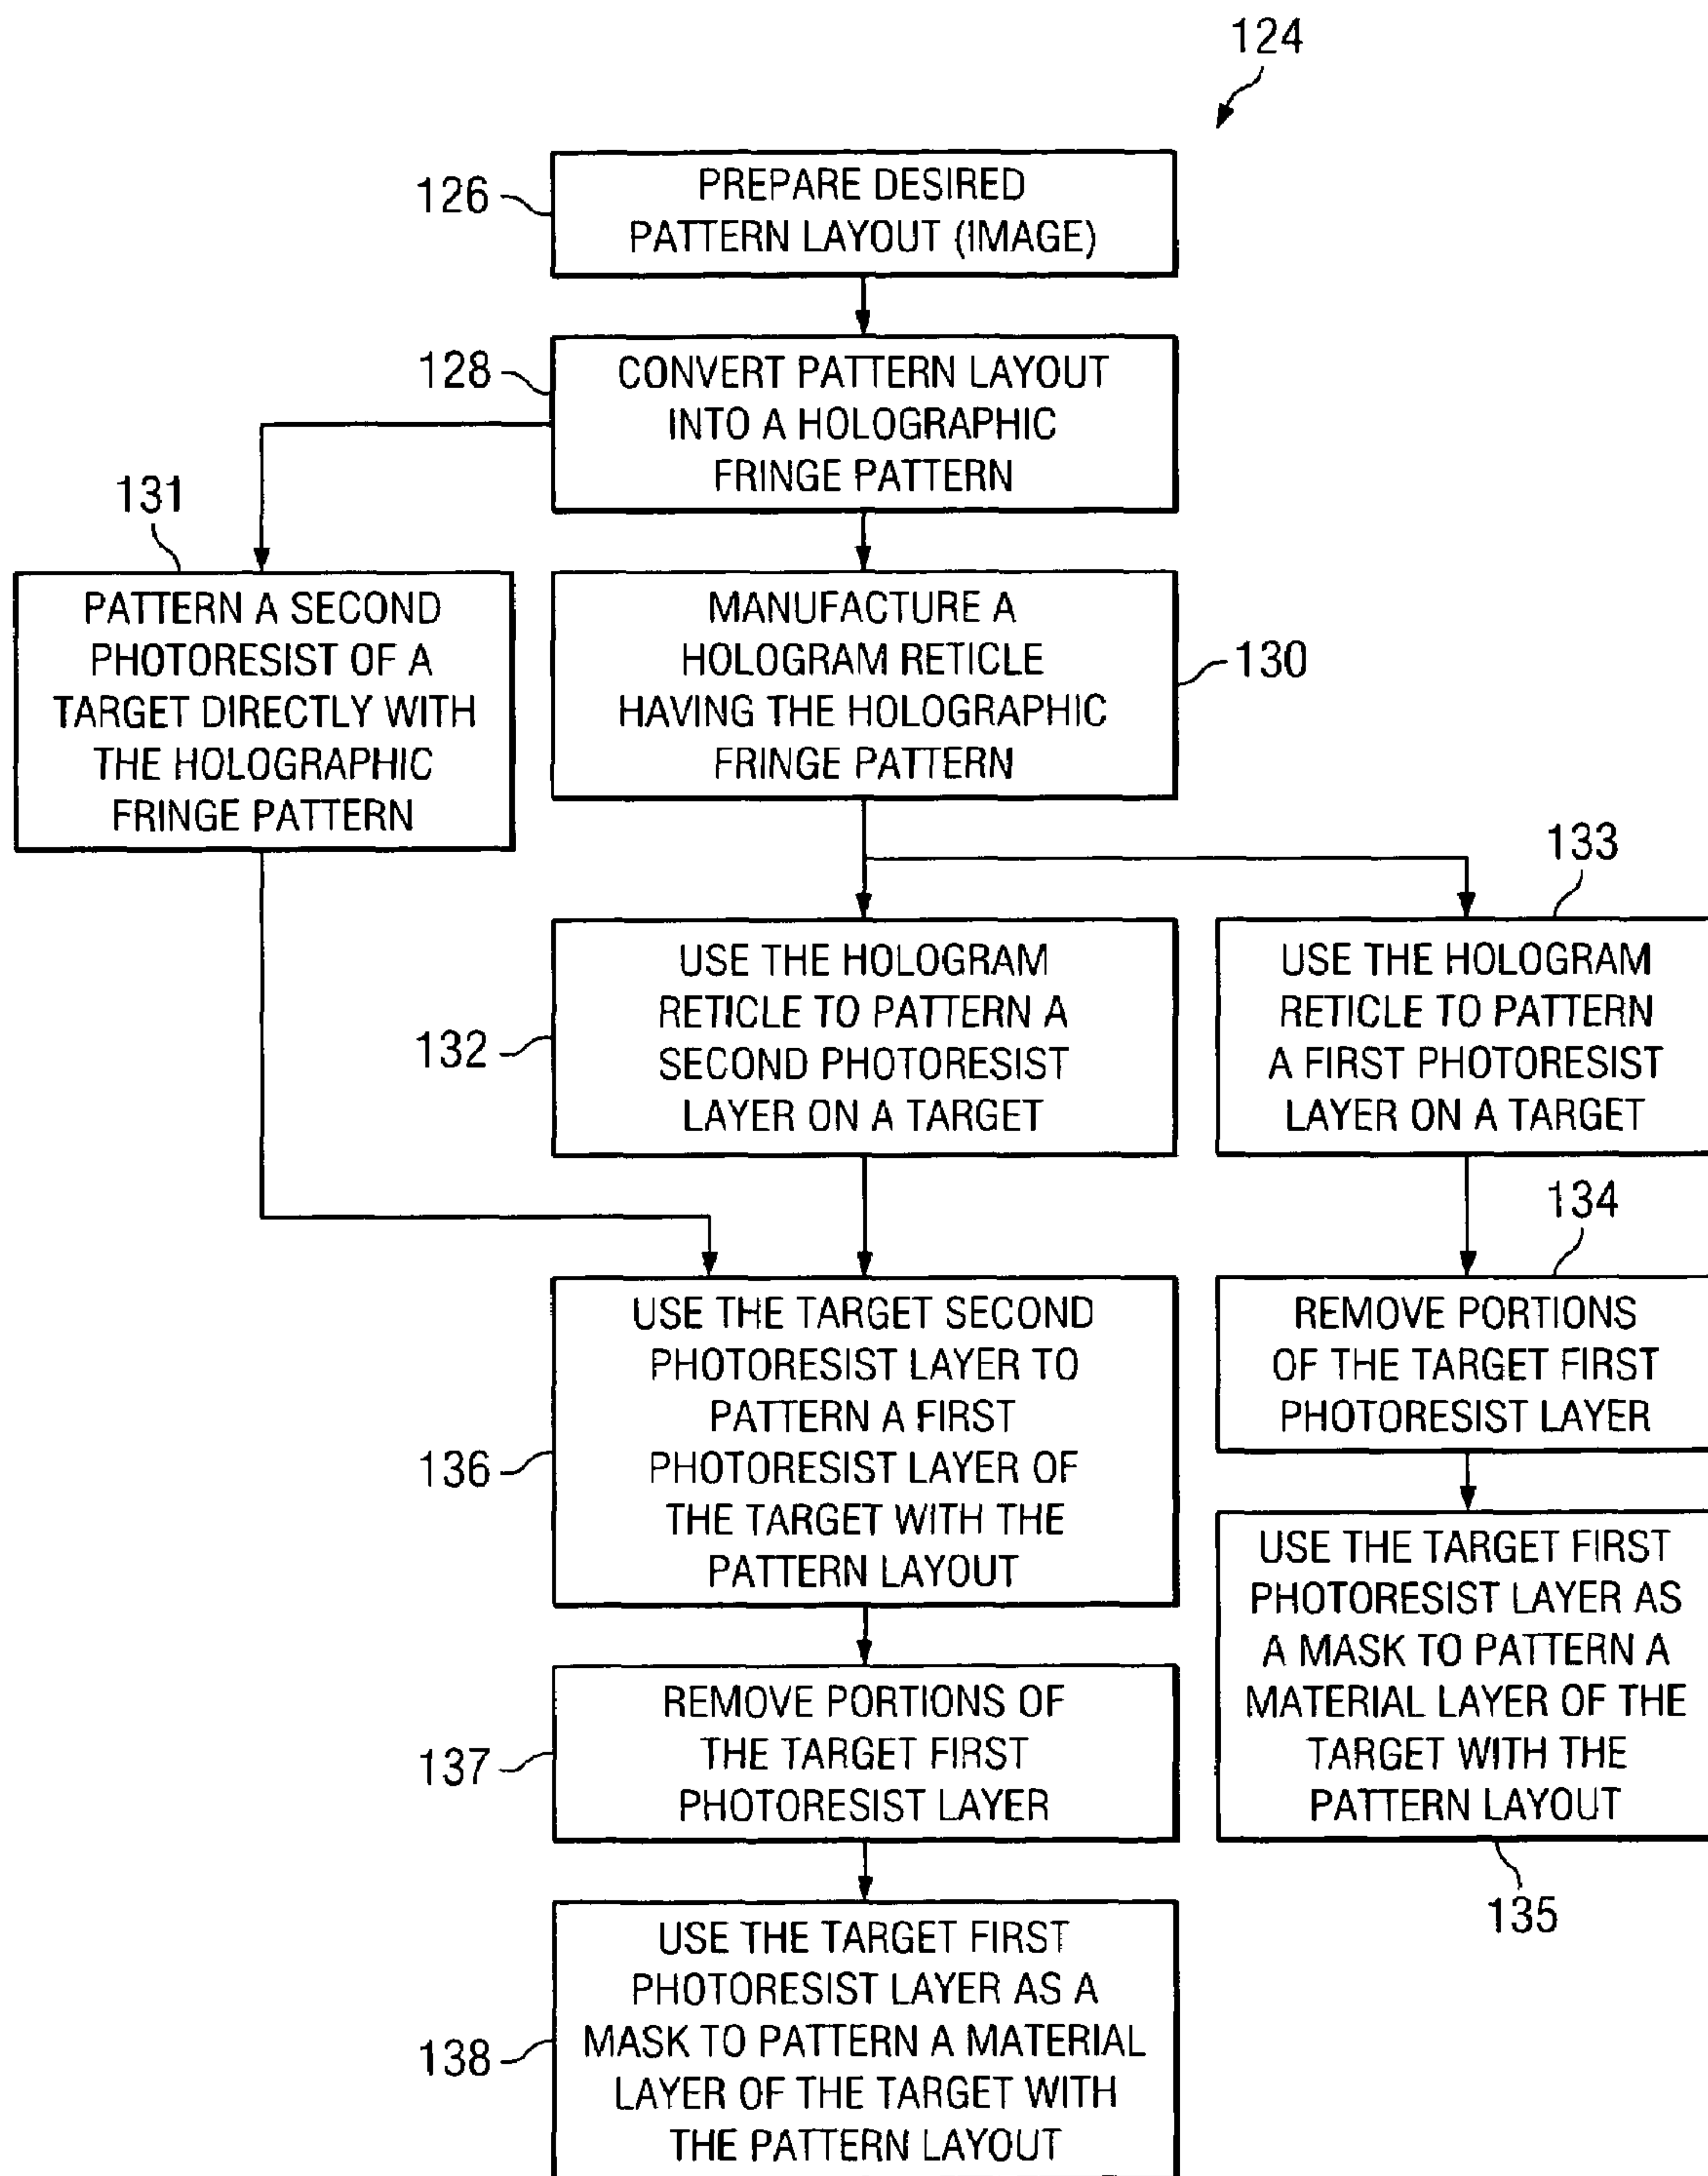 124
126
PREPARE DESIRED
PATTERN LAYOUT (IMAGE)
128
CONVERT PATTERN LAYOUT
INTO A HOLOGRAPHIC
FRINGE PATTERN
131
PATTERN A SECOND
PHOTORESIST OF A
TARGET DIRECTLY WITH
THE HOLOGRAPHIC
FRINGE PATTERN
MANUFACTURE A
HOLOGRAM RETICLE
HAVING THE HOLOGRAPHIC
FRINGE PATTERN
130
132
USE THE HOLOGRAM
RETICLE TO PATTERN A
SECOND PHOTORESIST
LAYER ON A TARGET
133
USE THE HOLOGRAM
RETICLE TO PATTERN
A FIRST PHOTORESIST
LAYER ON A TARGET
134
REMOVE PORTIONS
OF THE TARGET FIRST
PHOTORESIST LAYER
136
USE THE TARGET SECOND
PHOTORESIST LAYER TO
PATTERN A FIRST
PHOTORESIST LAYER OF
THE TARGET WITH THE
PATTERN LAYOUT
USE THE TARGET FIRST
PHOTORESIST LAYER AS
A MASK TO PATTERN A
MATERIAL LAYER OF THE
TARGET WITH THE
PATTERN LAYOUT
135
137
REMOVE PORTIONS OF
THE TARGET FIRST
PHOTORESIST LAYER
138
USE THE TARGET FIRST
PHOTORESIST LAYER AS A
MASK TO PATTERN A MATERIAL
LAYER OF THE TARGET WITH
THE PATTERN LAYOUT